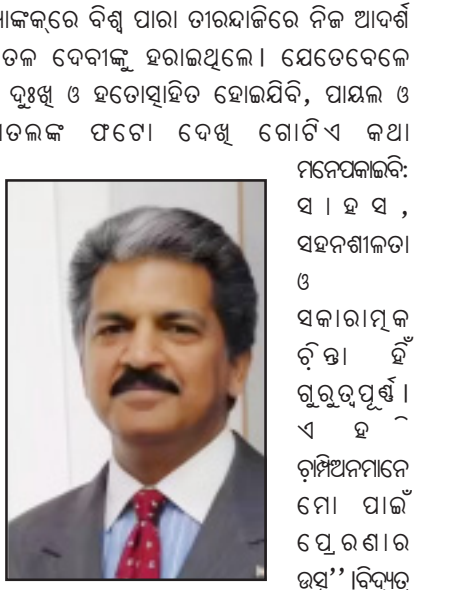 ବ୍ୟାଙ୍କକ୍‌ରେ ବିଶ୍ୱ ପାରା ତୀରନ୍ଦାଜିରେ ନିଜ ଆଦର୍ଶ
ଶୀତଳ ଦେବୀଙ୍କୁ ହରାଇଥିଲେ। ଯେତେବେଳେ
ଦୁଃଖି ଓ ହତୋତ୍ସାହିତ ହୋଇଯିବି, ପାୟଲ ଓ
ଶୀତଲଙ୍କ ଫଟୋ ଦେଖି ଗୋଟିଏ କଥା
ମନେପକାଇବି:
ସାହସ,
ସହନଶୀଳତା
ଓ
ସକାରାତ୍ମକ
ଚିନ୍ତା ହିଁ
ଗୁରୁତ୍ୱପୂର୍ଣ୍ଣ।
ଏହି
ଚାମ୍ପିଅନମାନେ
ମୋ ପାଇଁ
ପ୍ରେରଣାର
ଉତ୍ସ’’।ବିଦ୍ୟୁତ୍